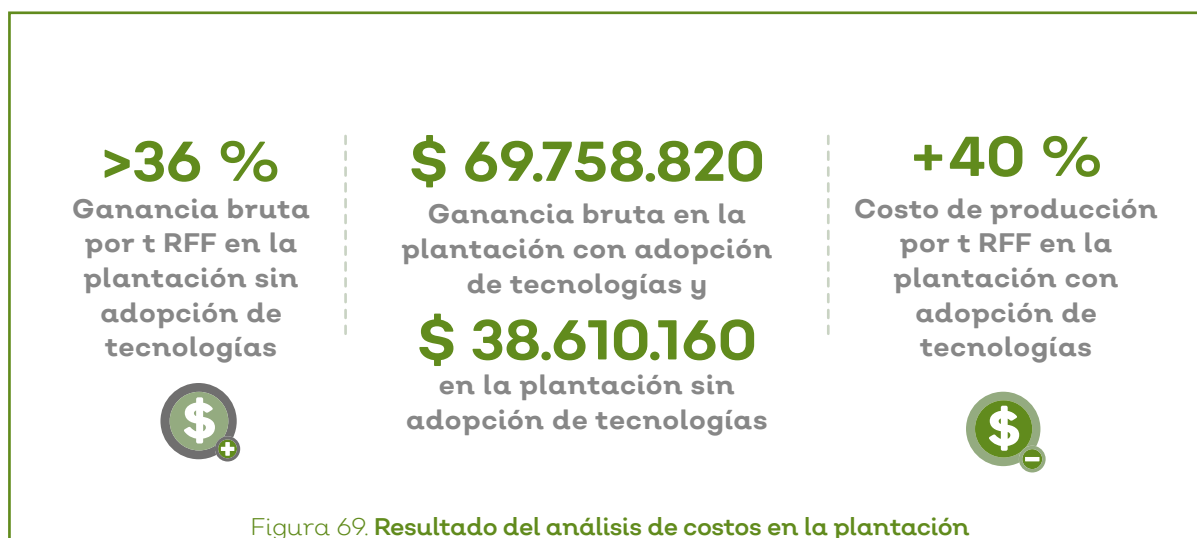 >36 %
Ganancia bruta
por t RFF en la
plantación sin
adopción de
tecnologías
$
+
$ 69.758.820
Ganancia bruta en la
plantación con adopción
de tecnologías y
$ 38.610.160
en la plantación sin
adopción de tecnologías
+40 %
Costo de producción
por t RFF en la
plantación con
adopción de
tecnologías
$
−
Figura 69. Resultado del análisis de costos en la plantación